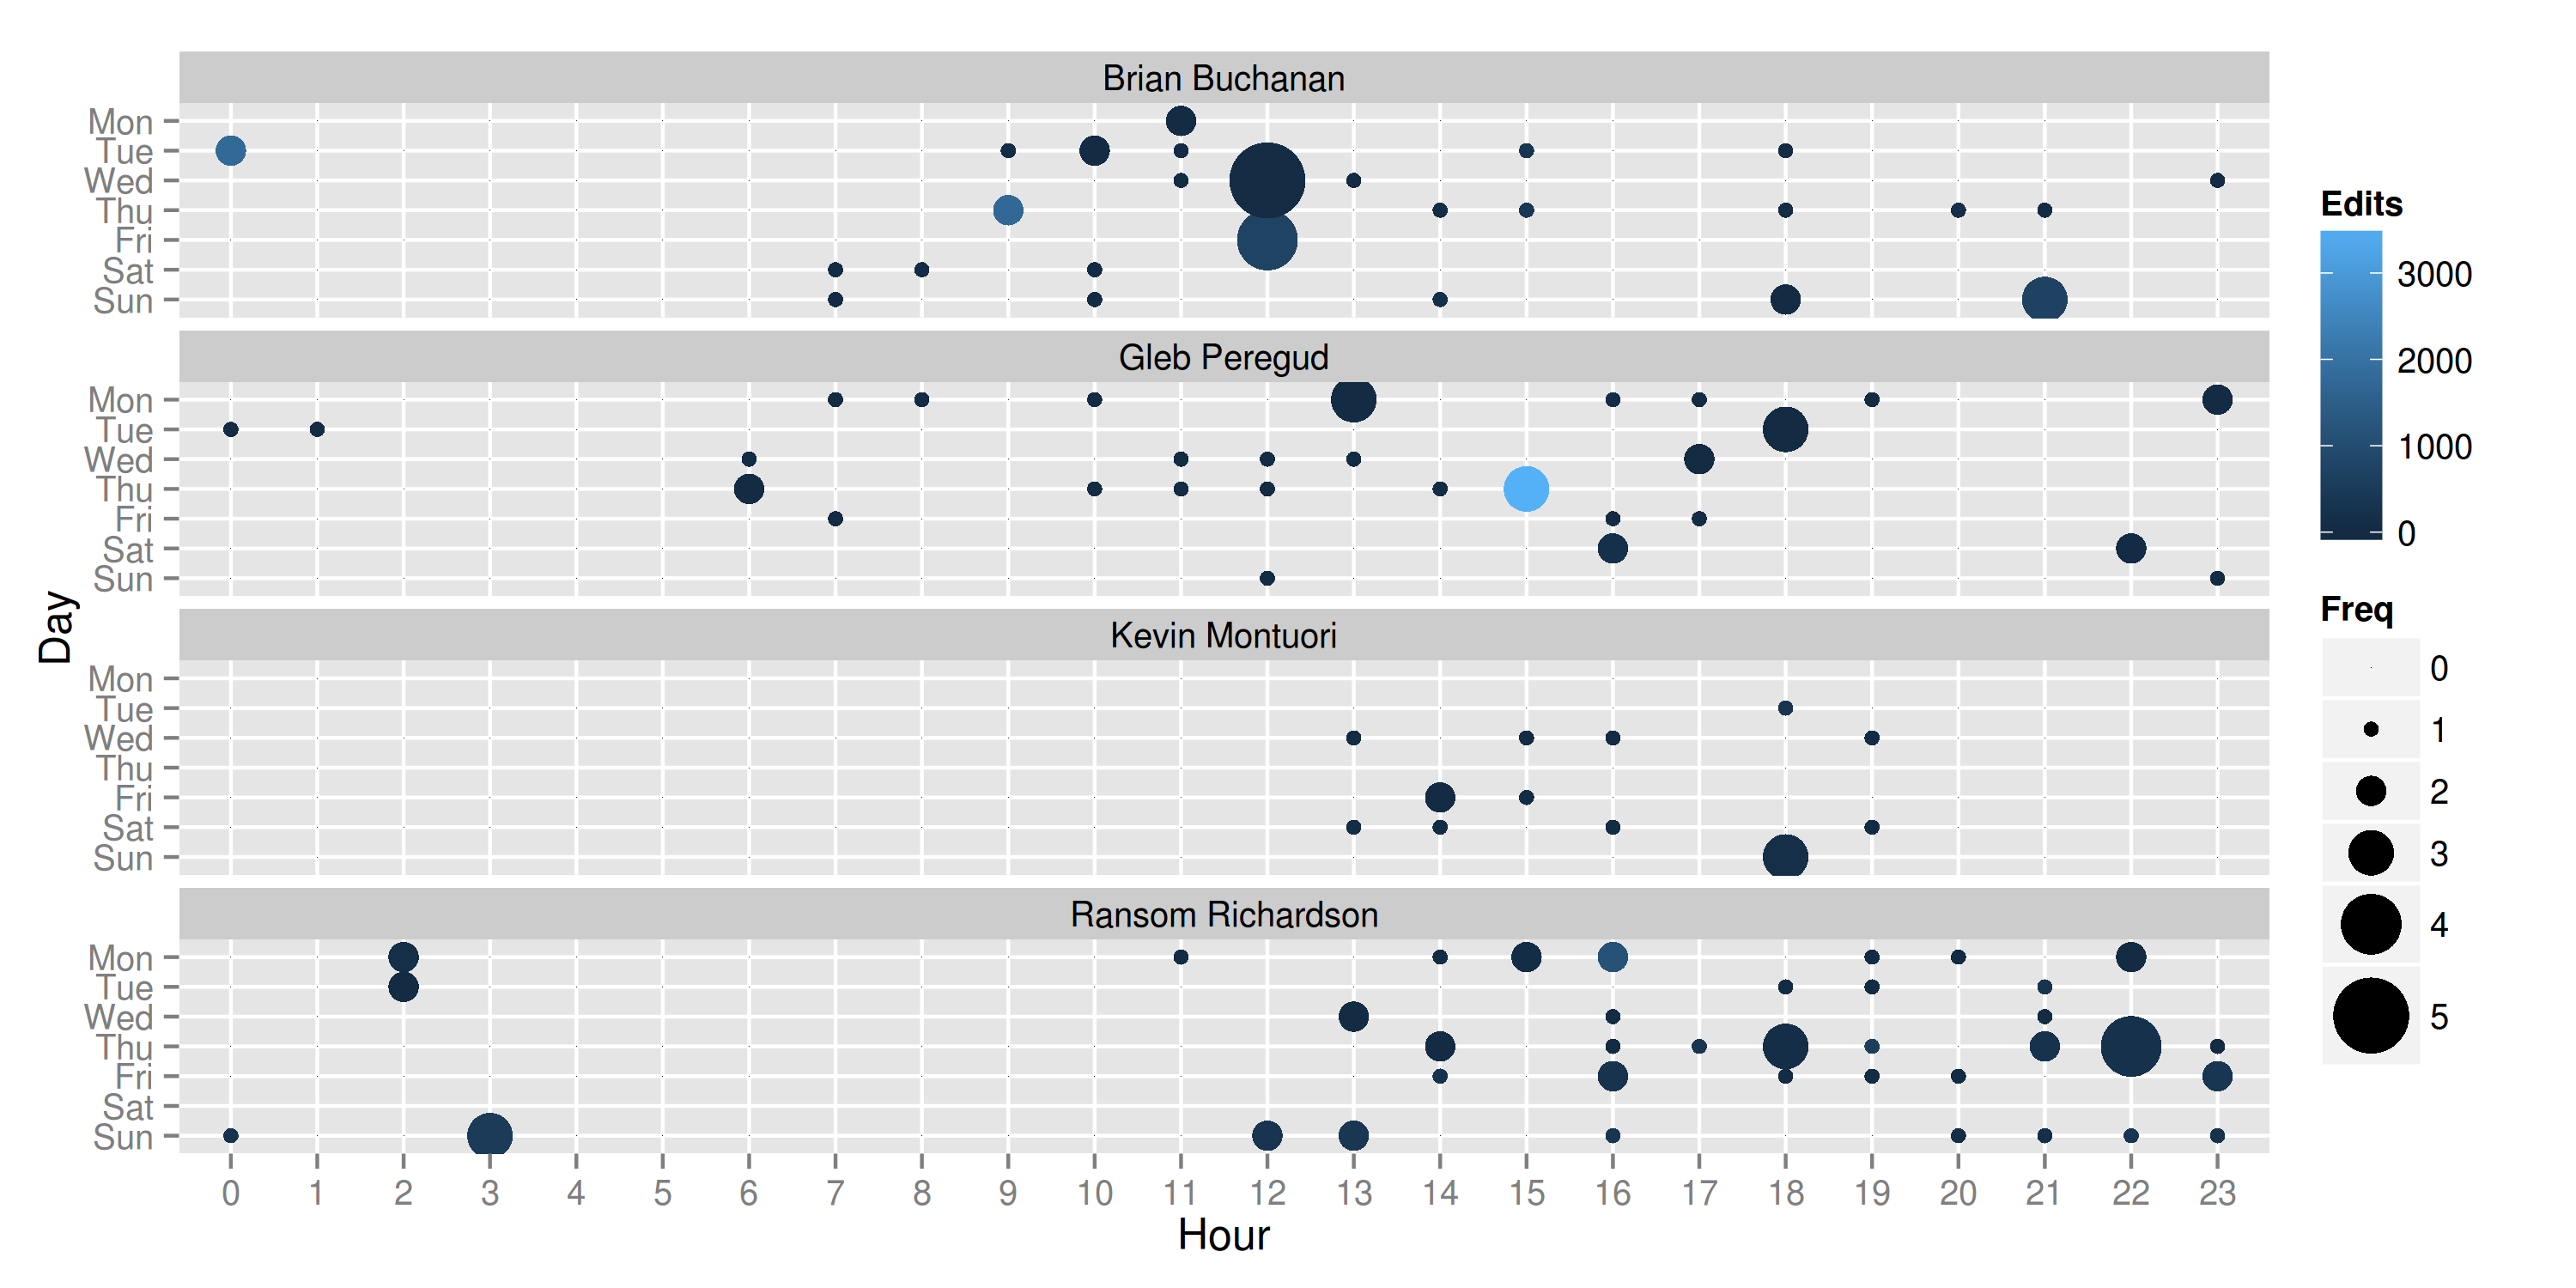 Brian Buchanan
Mon
Tue
Wed
Thu
Fri
Sat
Sun
Gleb Peregud
Mon
Tue
Wed
Thu
Fri
Sat
Sun
Kevin Montuori
Mon
Tue
Wed
Thu
Fri
Sat
Sun
Ransom Richardson
Mon
Tue
Wed
Thu
Fri
Sat
Sun
Day
0 1 2 3 4 5 6 7 8 9 10 11 12 13 14 15 16 17 18 19 20 21 22 23
Hour
Edits
3000
2000
1000
0
Freq
0
1
2
3
4
5